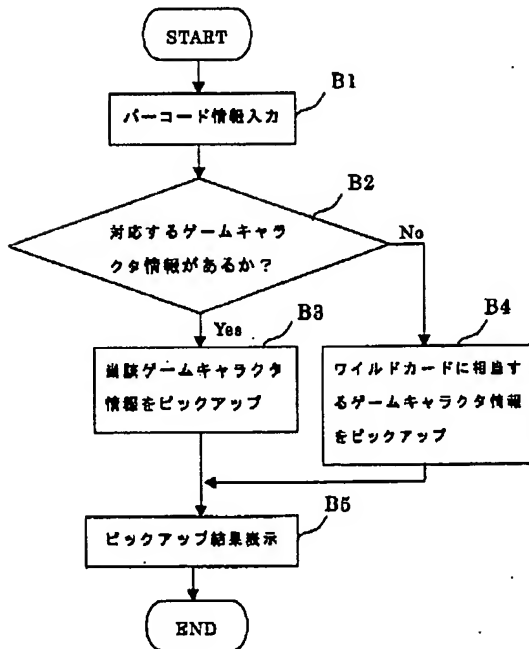 START
B1
バーコード情報入力
B2
対応するゲームキャラ
クタ情報があるか?
No
Yes
B3
当該ゲームキャラクタ
情報をピックアップ
B4
ワイルドカードに相当す
るゲームキャラクタ情報
をピックアップ
B5
ピックアップ結果表示
END